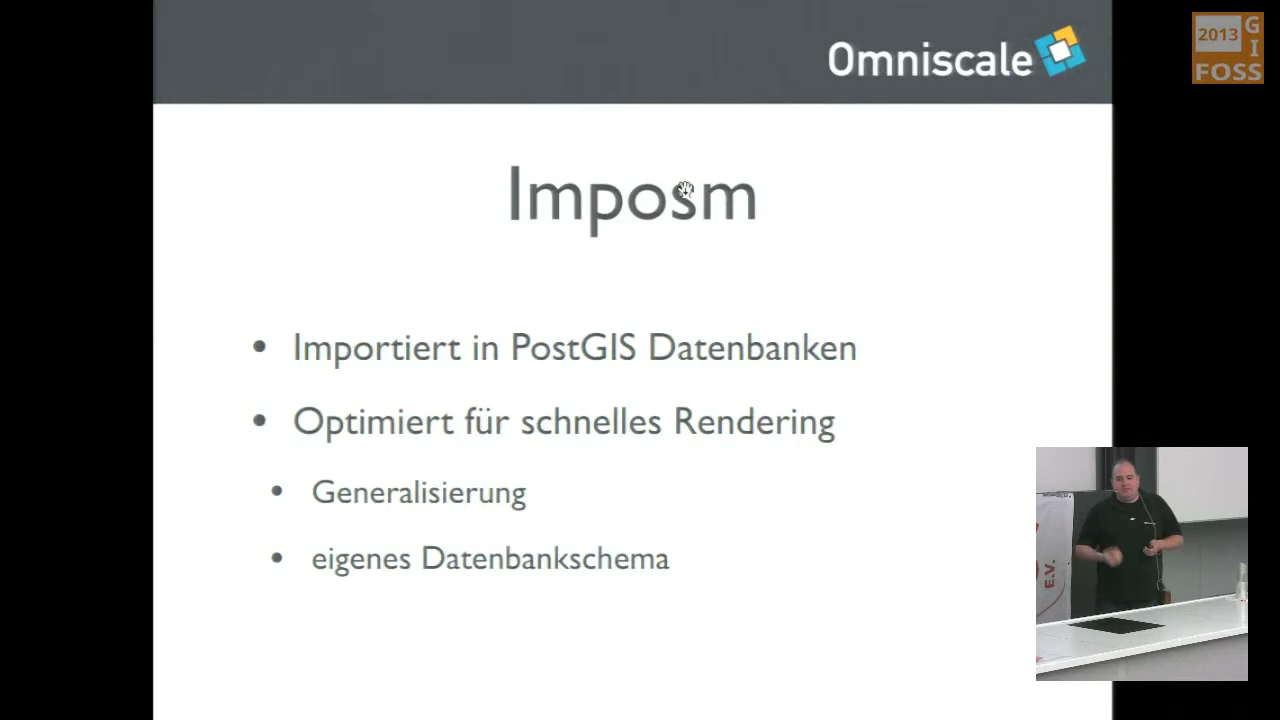 Omniscale
2013
G
I
FOSS
Imposm
• Importiert in PostGIS Datenbanken
• Optimiert für schnelles Rendering
• Generalisierung
• eigenes Datenbankschema
E.V.